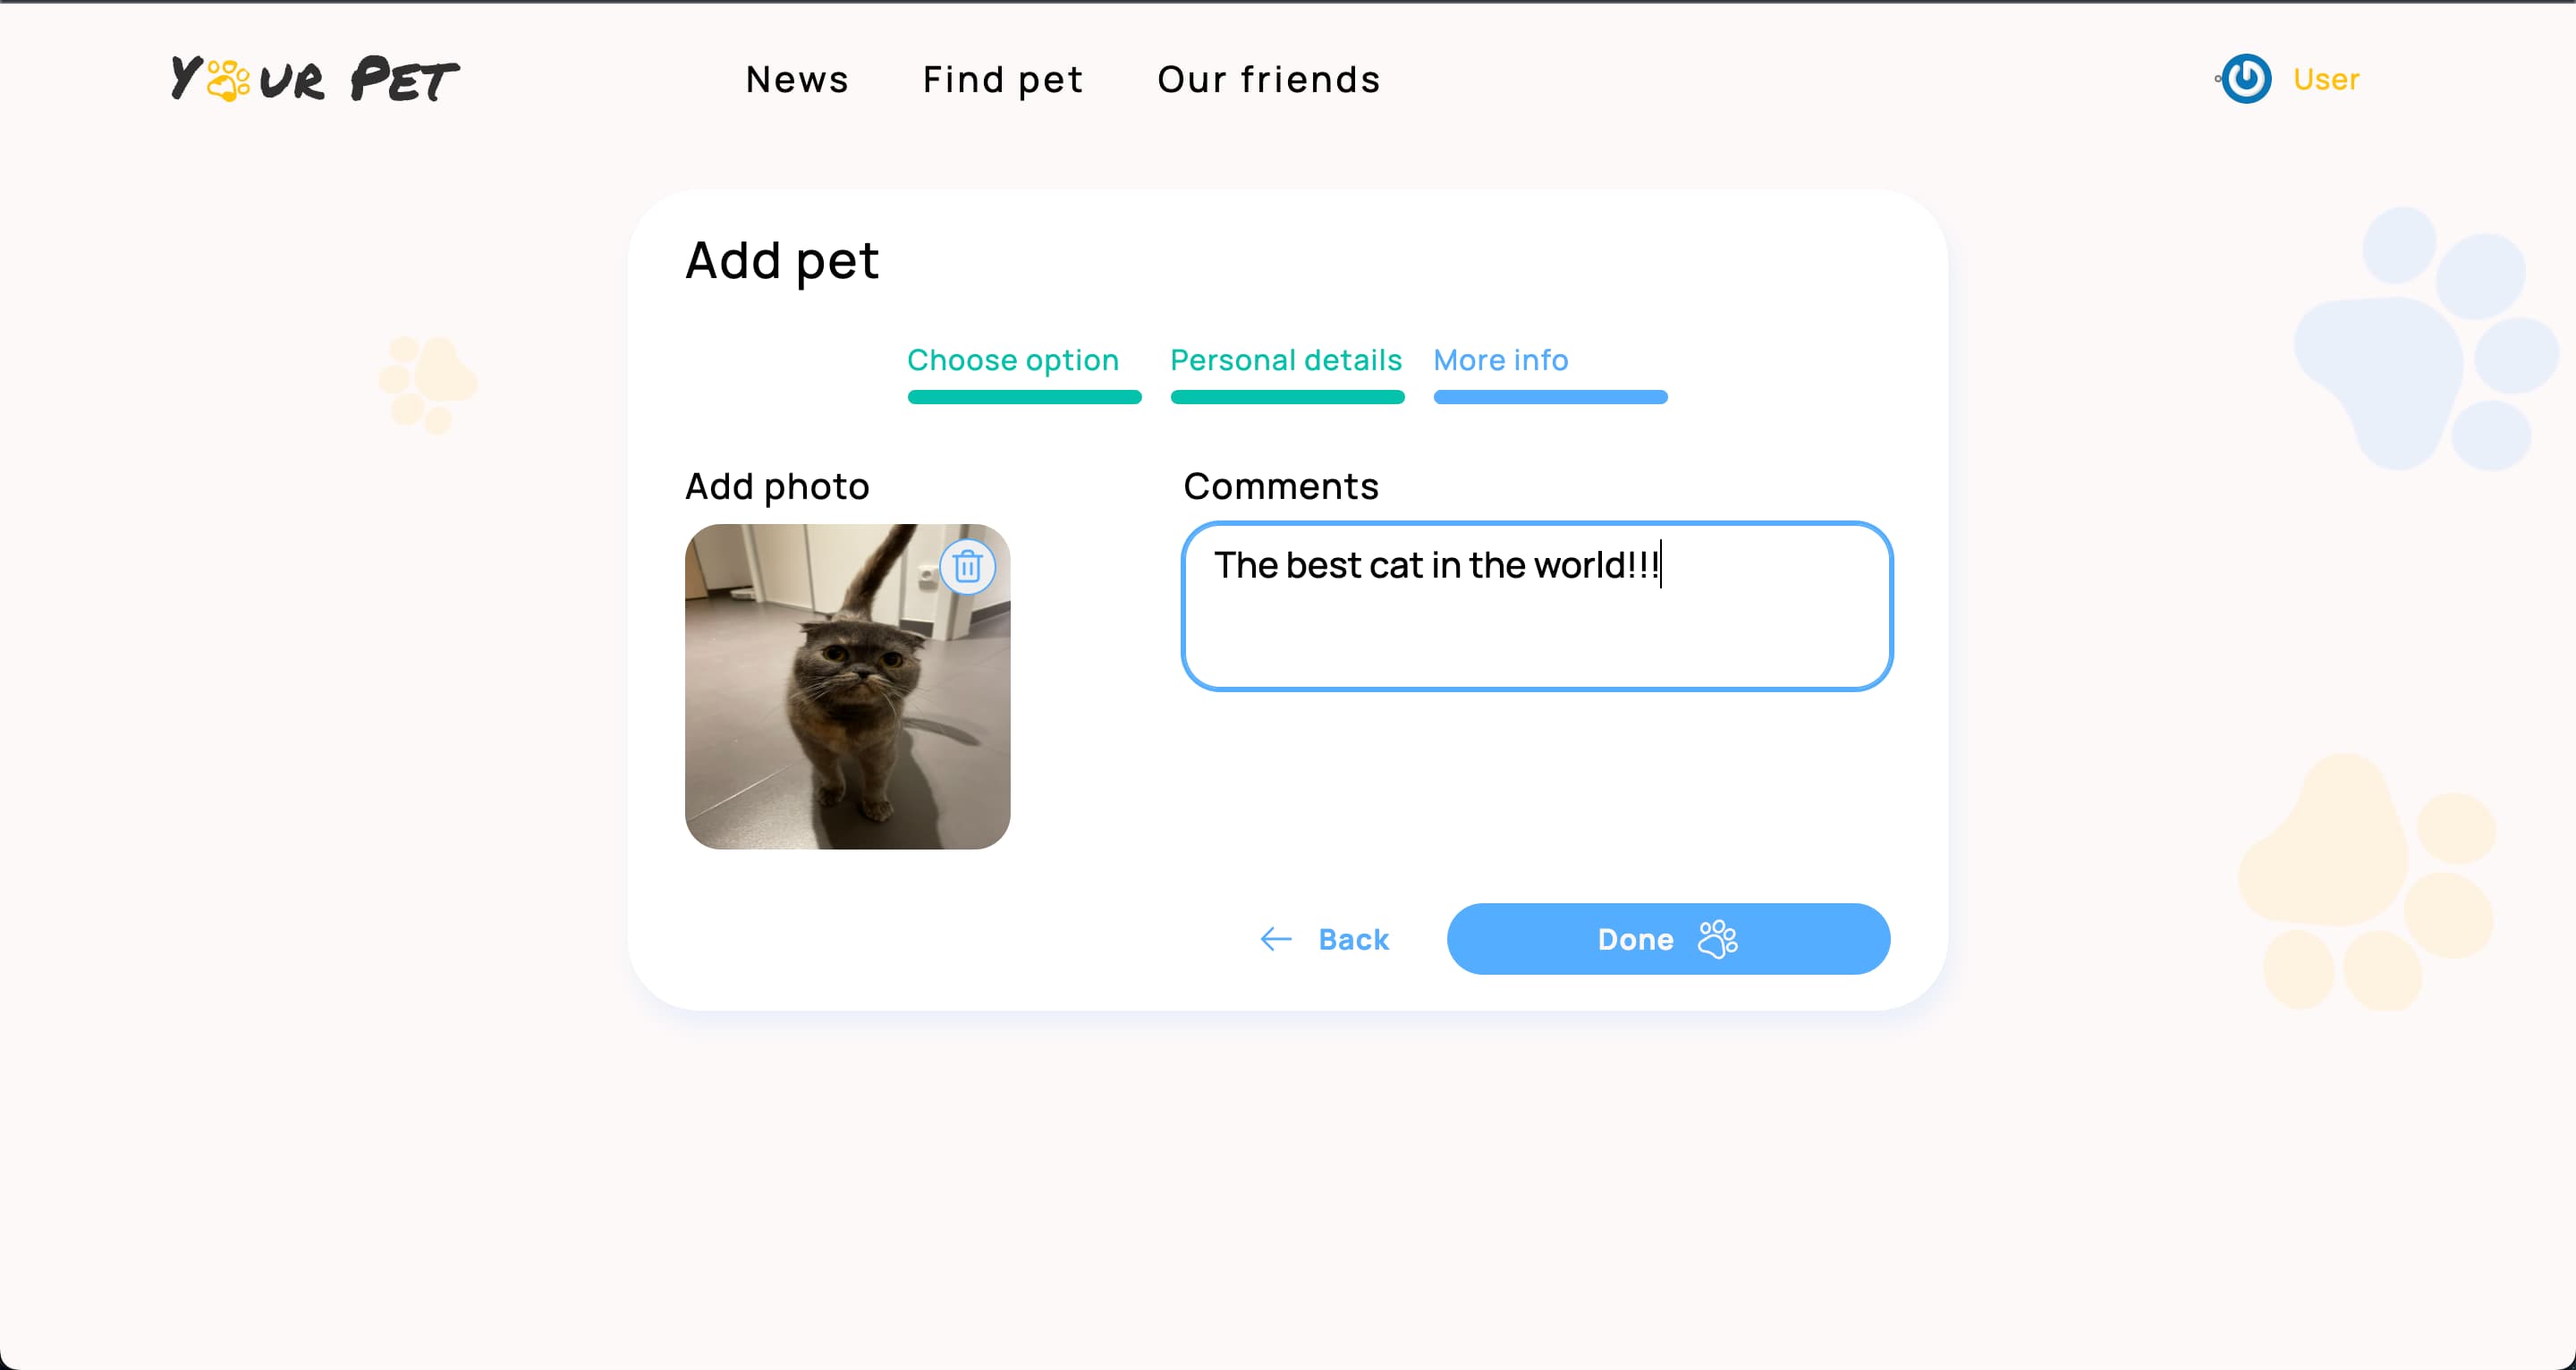 Your Pet
News
Find pet
Our friends
User
Add pet
Choose option
Personal details
More info
Add photo
Comments
The best cat in the world!!!
Back
Done